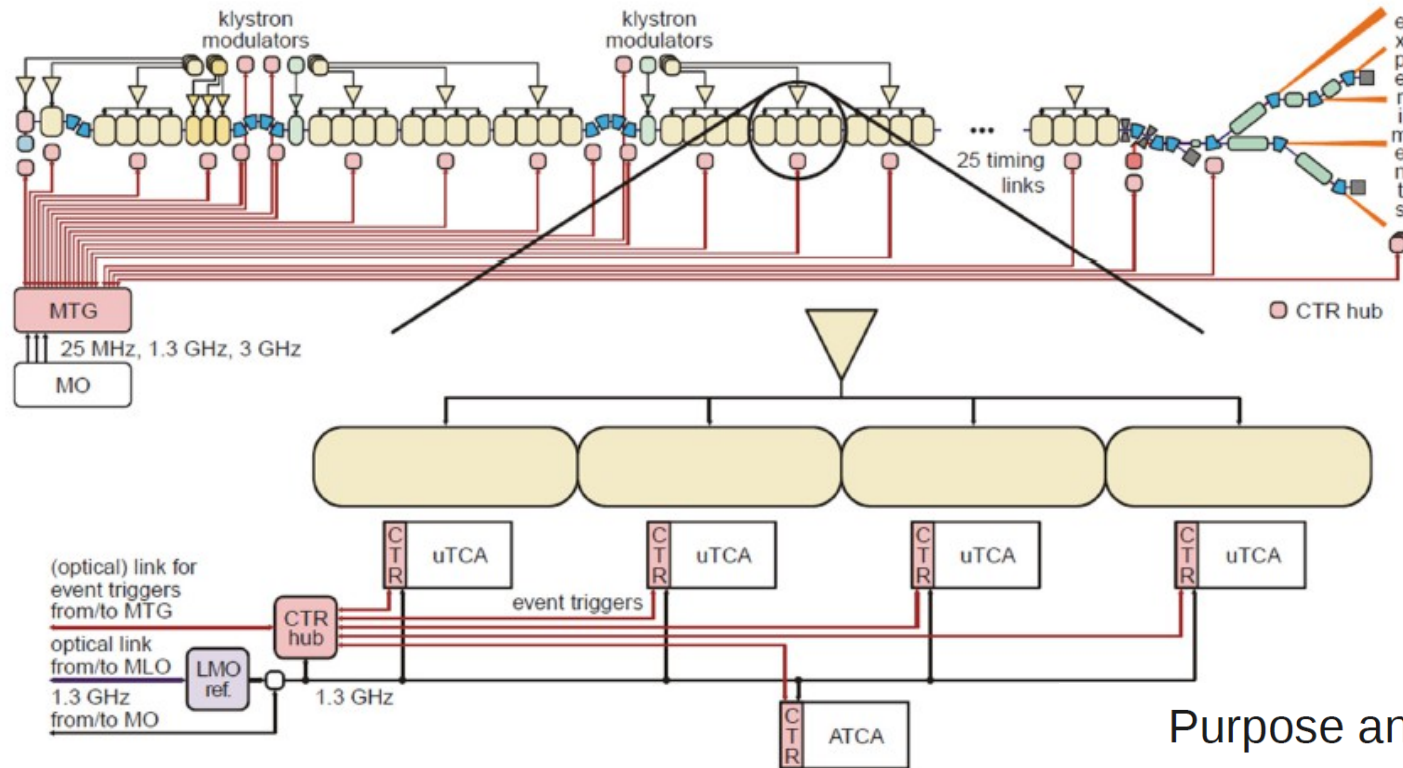 klystron
modulators
klystron
modulators
experiments
25 timing
links
MTG
25 MHz, 1.3 GHz, 3 GHz
MO
CTR hub
CTR
uTCA
CTR
uTCA
CTR
uTCA
CTR
uTCA
(optical) link for
event triggers
from/to MTG
event triggers
CTR
hub
optical link
from/to MLO
LMO
ref.
1.3 GHz
from/to MO
1.3 GHz
CTR
ATCA
Purpose an